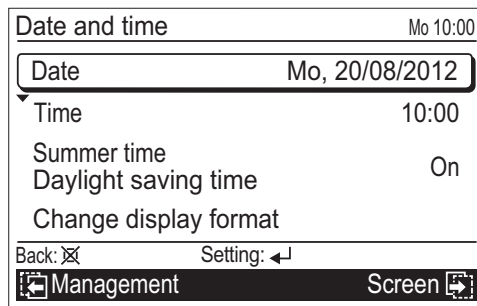 Date and time Mo 10:00
Date Mo, 20/08/2012
Time 10:00
Summer time
Daylight saving time On
Change display format
Back: Setting:
Management Screen